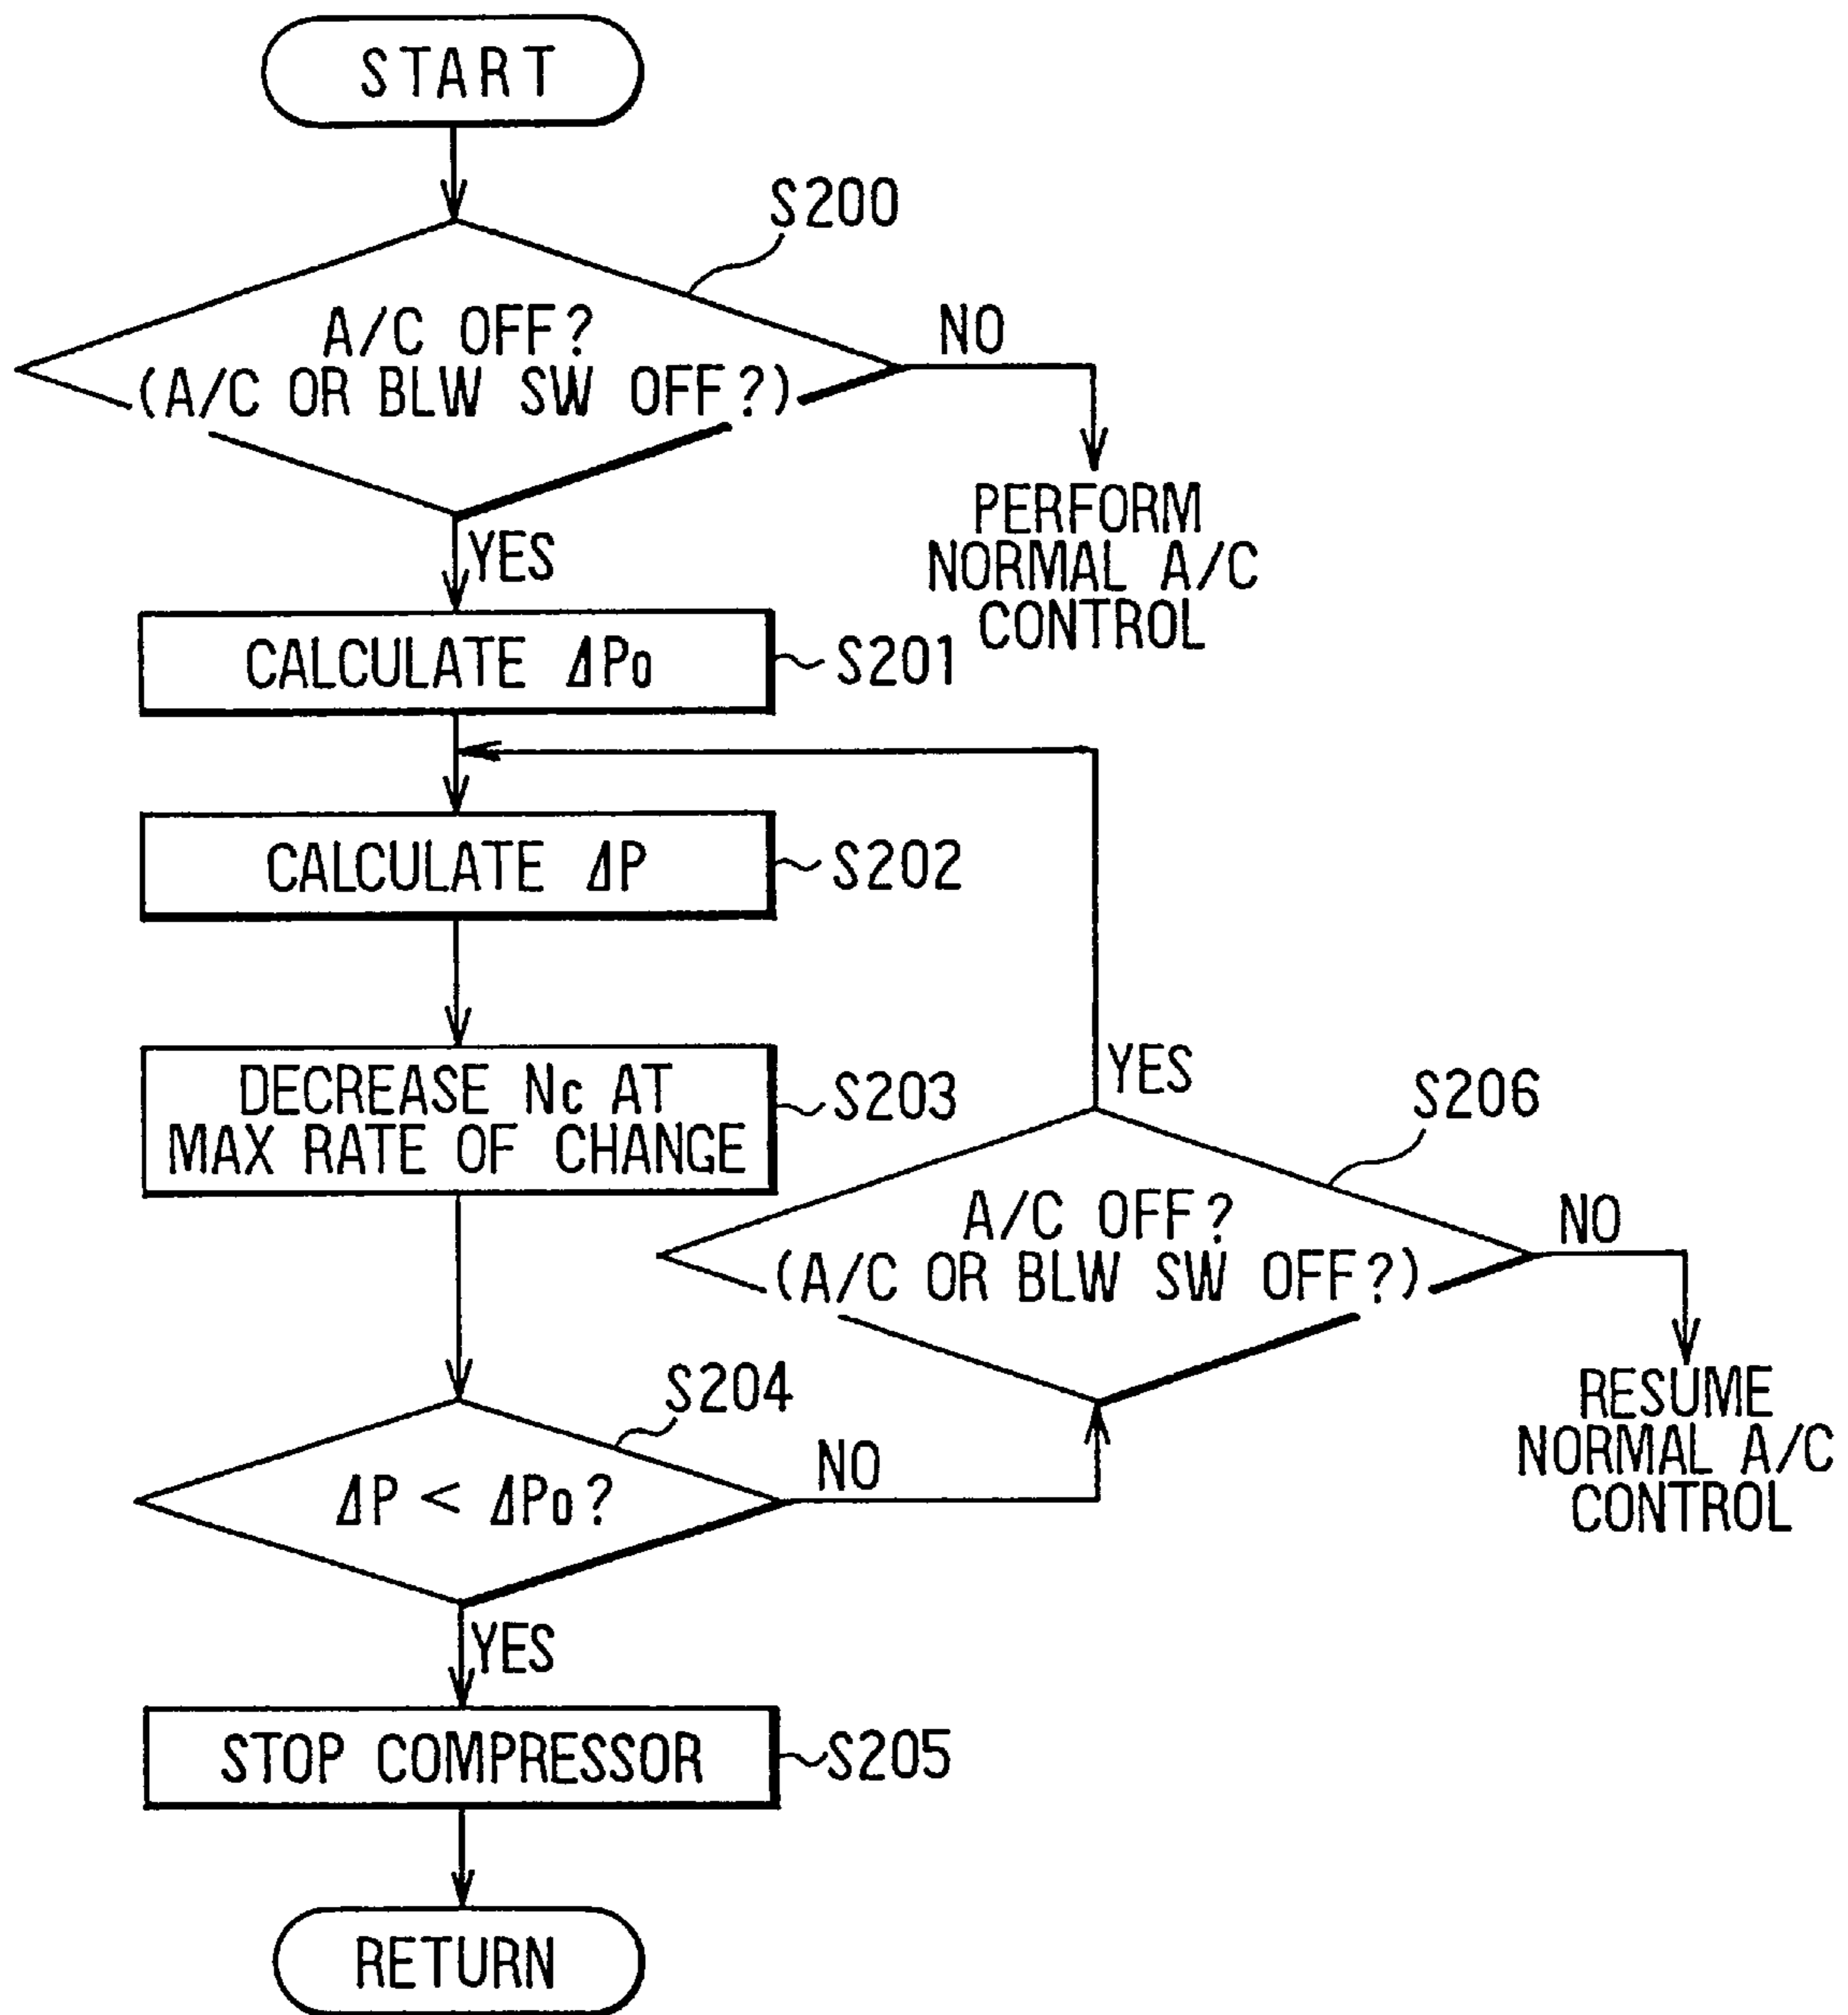 START
S200
A/C OFF?
(A/C OR BLW SW OFF?)
NO
PERFORM
NORMAL A/C
CONTROL
YES
CALCULATE ΔP0
S201
CALCULATE ΔP
S202
DECREASE Nc AT
MAX RATE OF CHANGE
S203
YES
S206
A/C OFF?
(A/C OR BLW SW OFF?)
NO
RESUME
NORMAL A/C
CONTROL
S204
ΔP < ΔP0?
NO
YES
STOP COMPRESSOR
S205
RETURN